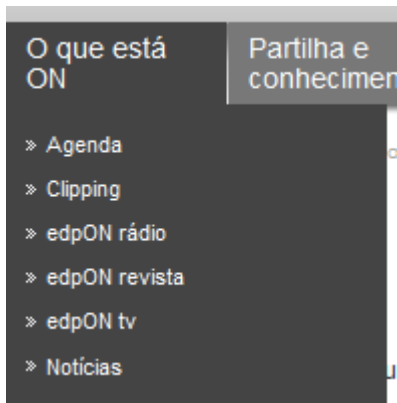 O que está
ON
Partilha e
» Agenda
» Clipping
» edpON rádio
» edpON revista
» edpON tv
» Notícias